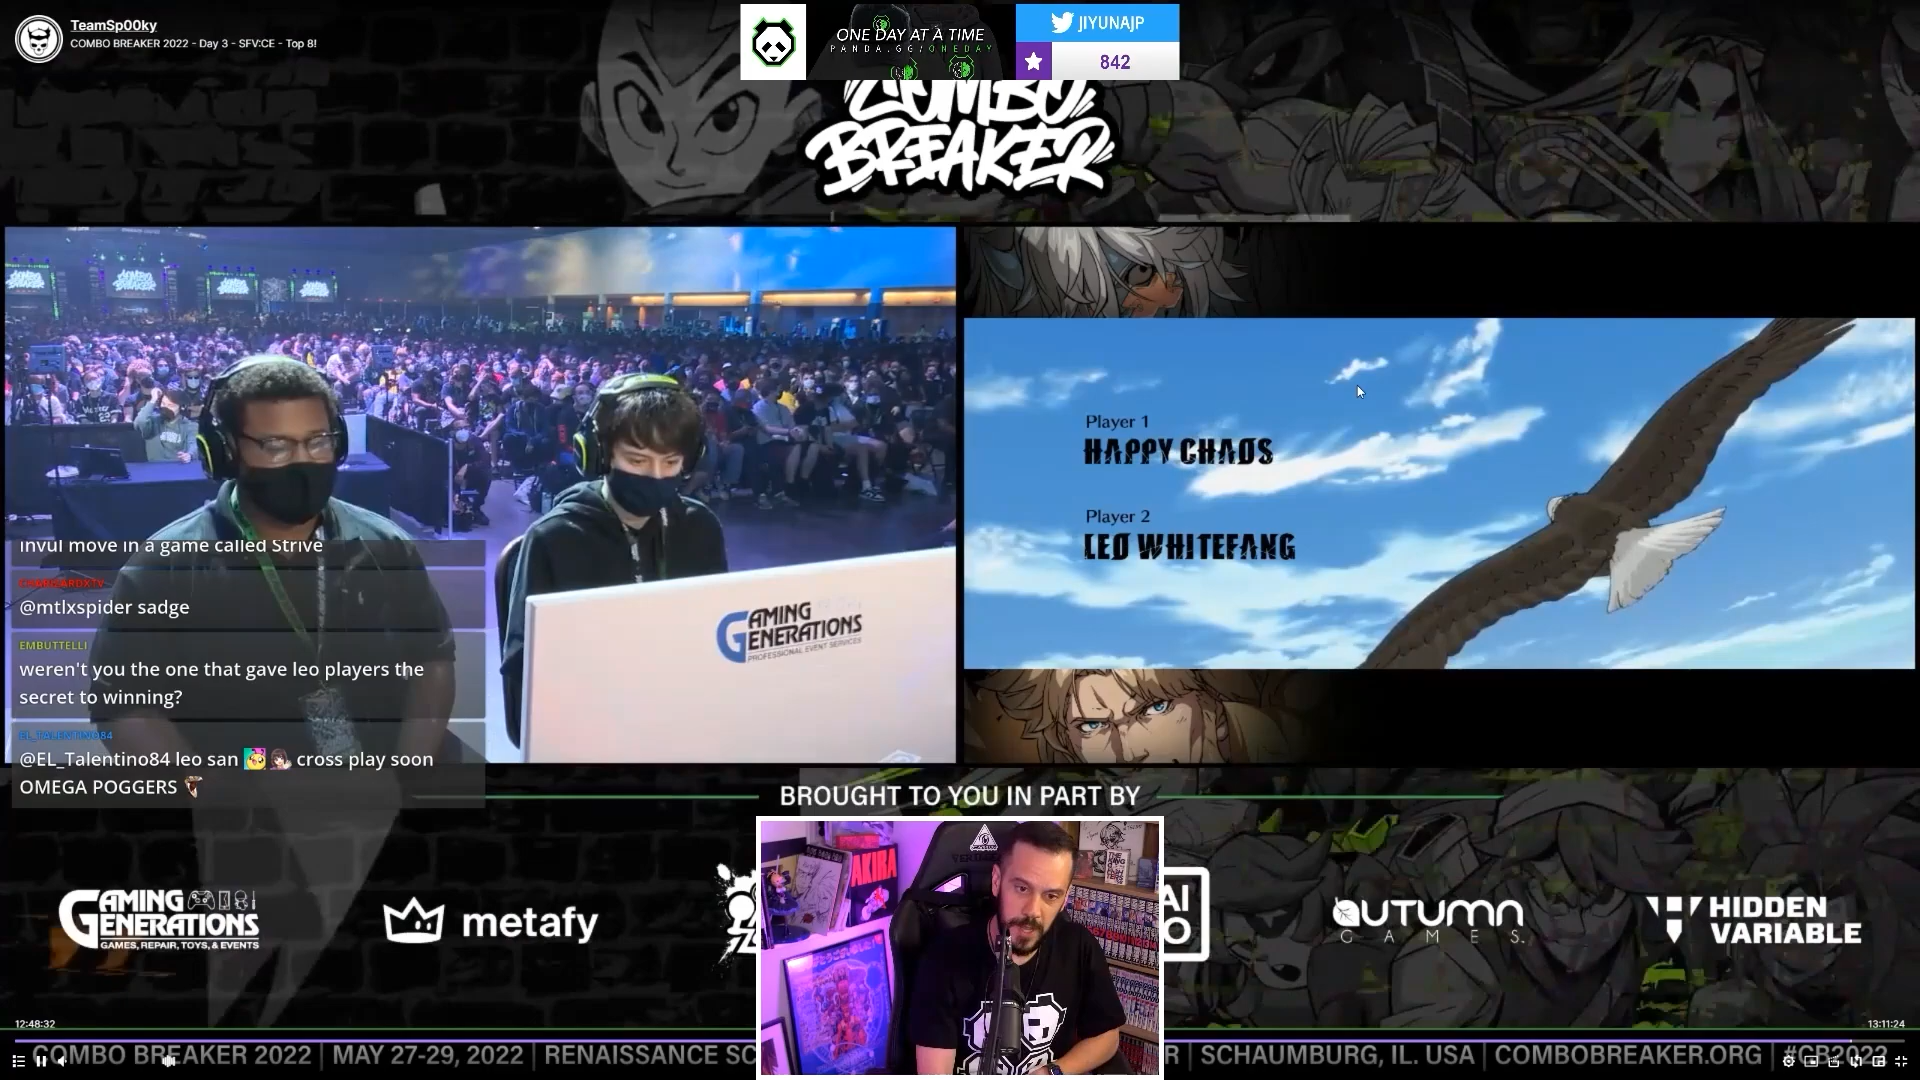 TeamSp00ky
COMBO BREAKER 2022 - Day 3 - SFV:CE - Top 8!
ONE DAY AT A TIME
PANDA.GG/ONEDAY
JIYUNAJP
842
COMBO
BREAKER
Player 1
HAPPY CHAOS
Player 2
LEO WHITEFANG
GAMING
GENERATIONS
PROFESSIONAL EVENT SERVICES
invul move in a game called Strive
@mtlxspider sadge
EMBUTTELLI
weren't you the one that gave leo players the
secret to winning?
EL_TALENTINO84
@EL_Talentino84 leo san cross play soon
OMEGA POGGERS
BROUGHT TO YOU IN PART BY
AKIRA
GAMING
GENERATIONS
GAMES, REPAIR, TOYS, & EVENTS
metafy
AUTUMN
GAMES.
HIDDEN
VARIABLE
12:48:32
13:11:24
COMBO BREAKER 2022 | MAY 27-29, 2022 | RENAISSANCE SC
R | SCHAUMBURG, IL. USA | COMBOBREAKER.ORG | #CB2022